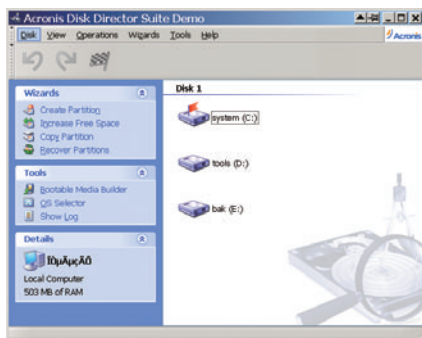 Acronis Disk Director Suite Demo
Disk View Operations Wizards Tools Help
Acronis
Wizards
Create Partition
Increase Free Space
Copy Partition
Recover Partitions
Tools
Bootable Media Builder
OS Selector
Show Log
Details
ÎÒµÄµçÄÔ
Local Computer
503 MB of RAM
Disk 1
system (C:)
tools (D:)
bak (E:)